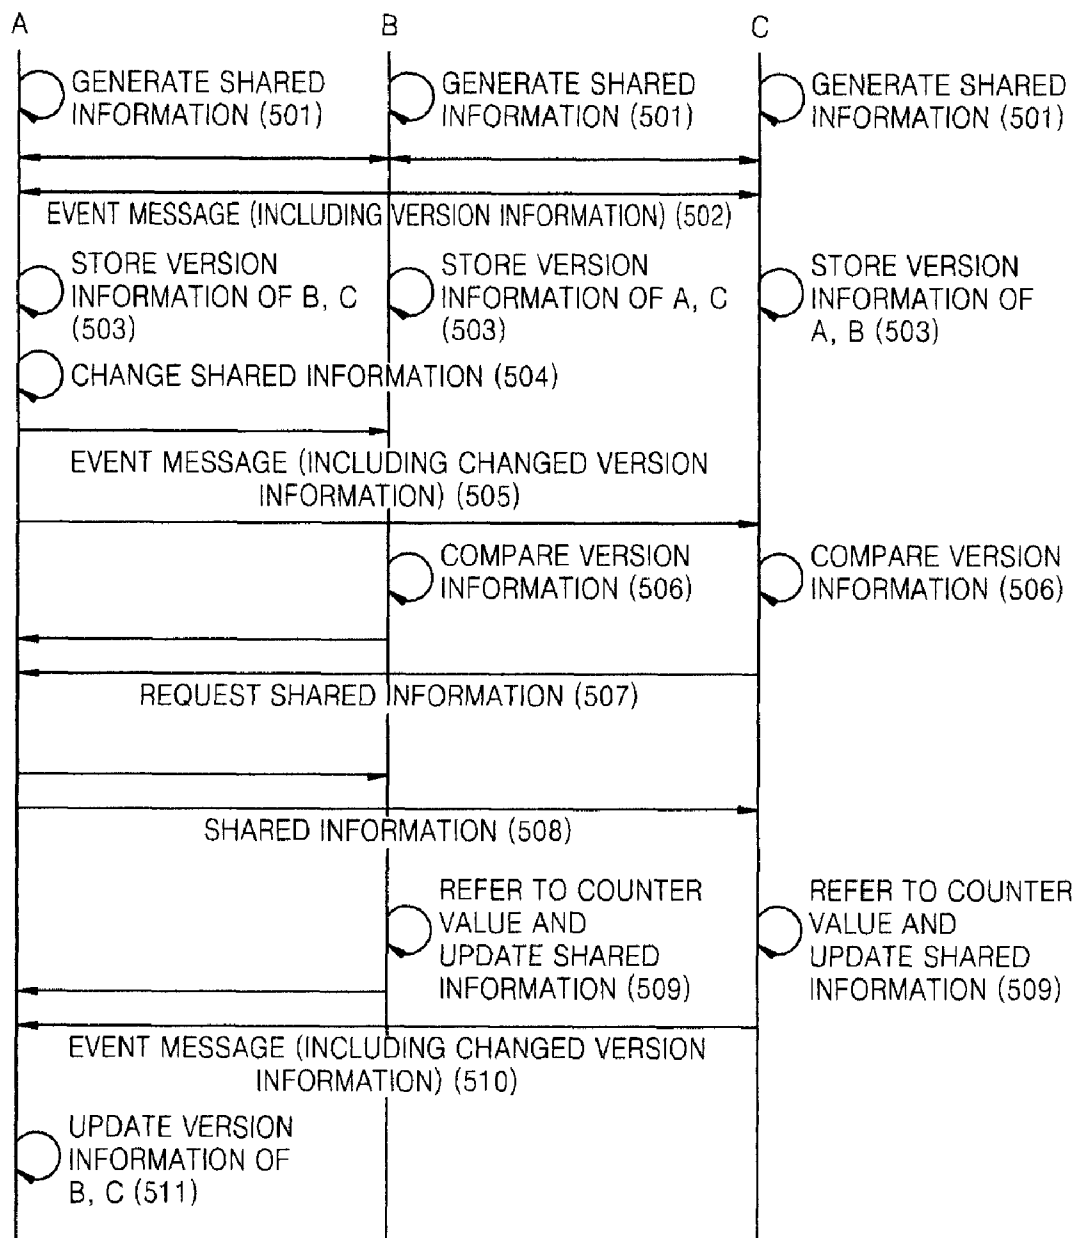 A
B
C
GENERATE SHARED
INFORMATION (501)
GENERATE SHARED
INFORMATION (501)
GENERATE SHARED
INFORMATION (501)
EVENT MESSAGE (INCLUDING VERSION INFORMATION) (502)
STORE VERSION
INFORMATION OF B, C
(503)
STORE VERSION
INFORMATION OF A, C
(503)
STORE VERSION
INFORMATION OF
A, B (503)
CHANGE SHARED INFORMATION (504)
EVENT MESSAGE (INCLUDING CHANGED VERSION
INFORMATION) (505)
COMPARE VERSION
INFORMATION (506)
COMPARE VERSION
INFORMATION (506)
REQUEST SHARED INFORMATION (507)
SHARED INFORMATION (508)
REFER TO COUNTER
VALUE AND
UPDATE SHARED
INFORMATION (509)
REFER TO COUNTER
VALUE AND
UPDATE SHARED
INFORMATION (509)
EVENT MESSAGE (INCLUDING CHANGED VERSION
INFORMATION) (510)
UPDATE VERSION
INFORMATION OF
B, C (511)